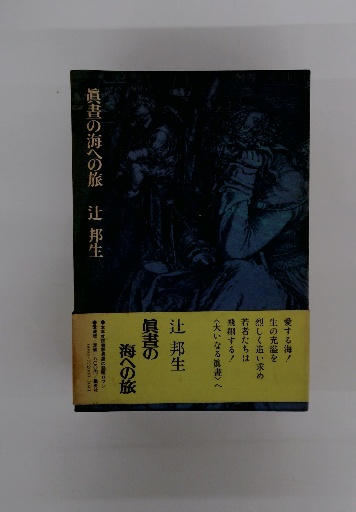 眞晝の海への旅　辻　邦生
愛する海！
生の充溢を
烈しく追い求め
若者たちは
飛翔する！
〈大いなる眞晝〉へ
辻　邦生
眞晝の
海への旅